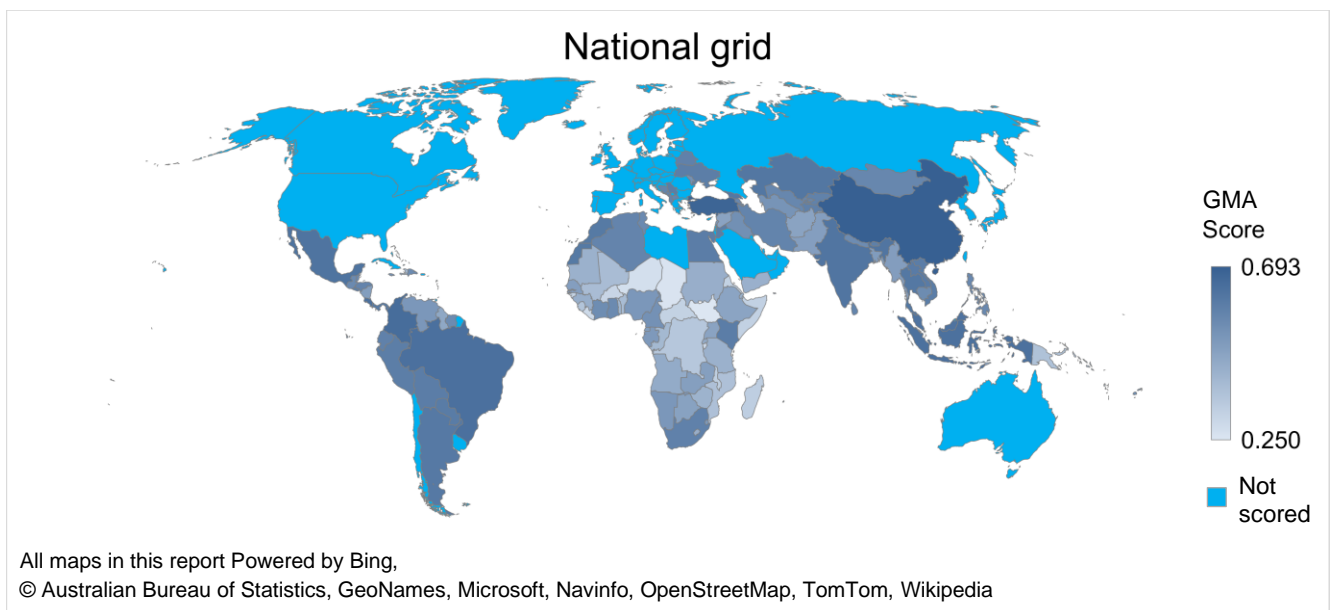 National grid
GMA
Score
0.693
0.250
Not
scored
All maps in this report Powered by Bing,
© Australian Bureau of Statistics, GeoNames, Microsoft, Navinfo, OpenStreetMap, TomTom, Wikipedia